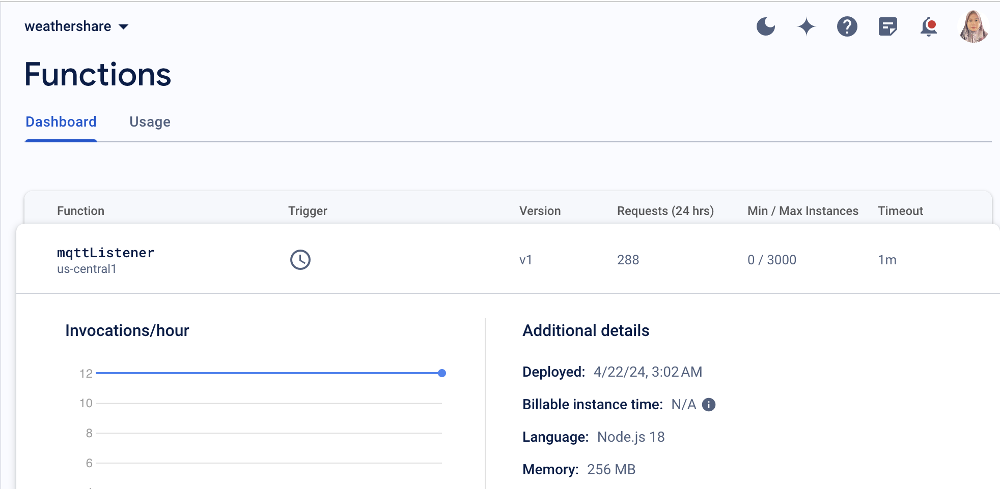 weathershare
Functions
Dashboard Usage
Function Trigger Version Requests (24 hrs) Min / Max Instances Timeout
mqttListener
us-central1
v1 288 0 / 3000 1m
Invocations/hour
12
10
8
6
Additional details
Deployed: 4/22/24, 3:02 AM
Billable instance time: N/A
Language: Node.js 18
Memory: 256 MB